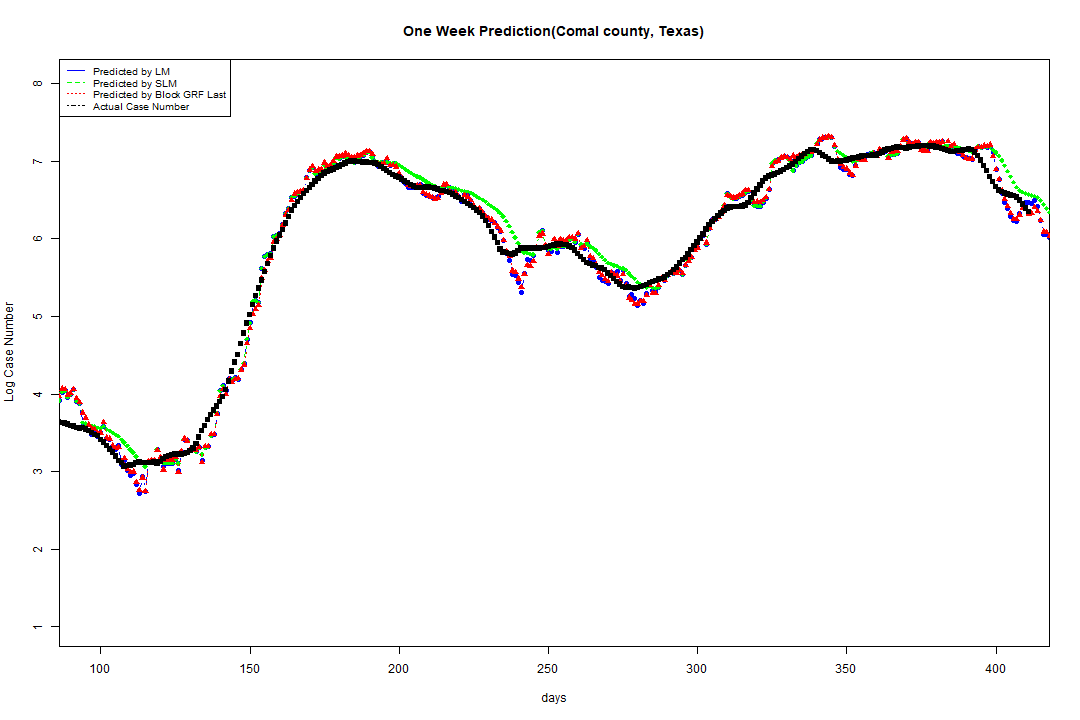 One Week Prediction(Comal county, Texas)
Predicted by LM
Predicted by SLM
Predicted by Block GRF Last
Actual Case Number
8
7
6
5
4
3
2
1
Log Case Number
100 150 200 250 300 350 400
days